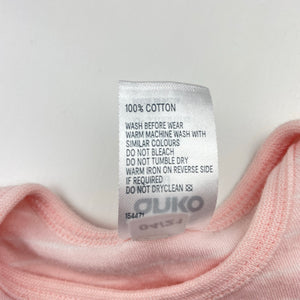 100% COTTON
WASH BEFORE WEAR
WARM MACHINE WASH WITH
SIMILAR COLOURS
DO NOT BLEACH
DO NOT TUMBLE DRY
WARM IRON ON REVERSE SIDE
IF REQUIRED
DO NOT DRYCLEAN